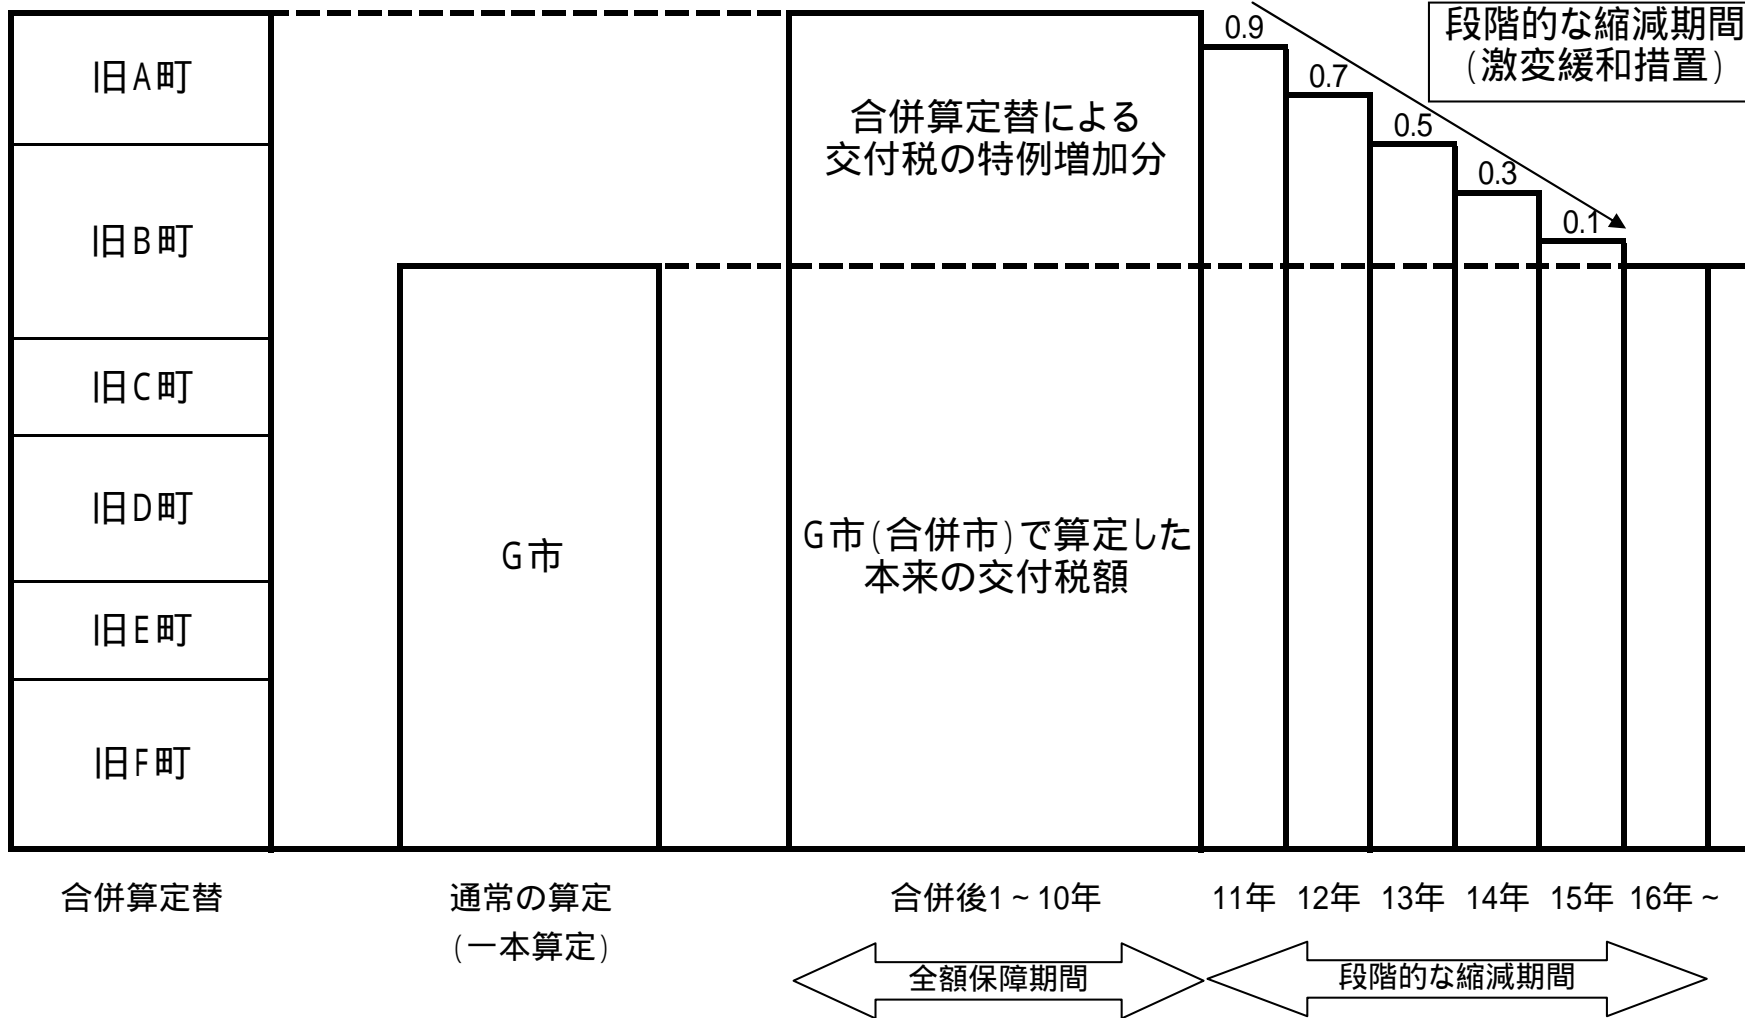 旧A町
旧B町
旧C町
旧D町
旧E町
旧F町
G市
合併算定替による
交付税の特例増加分
G市(合併市)で算定した
本来の交付税額
0.9
0.7
0.5
0.3
0.1
段階的な縮減期間
(激変緩和措置)
合併算定替
通常の算定
(一本算定)
合併後1~10年
11年
12年
13年
14年
15年
16年~
全額保障期間
段階的な縮減期間